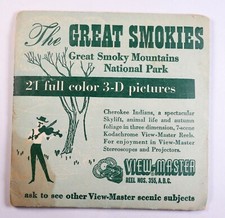 The GREAT SMOKIES
Great Smoky Mountains
National Park
21 full color 3-D pictures
Cherokee Indians, a spectacular
Skylift, animal life and autumn
foliage in three dimension, 7-scene
Kodachrome View-Master Reels.
For enjoyment in View-Master
Stereoscopes and Projectors.
VIEW-MASTER
REEL NOS. 355, A,B,C.
ask to see other View-Master scenic subjects